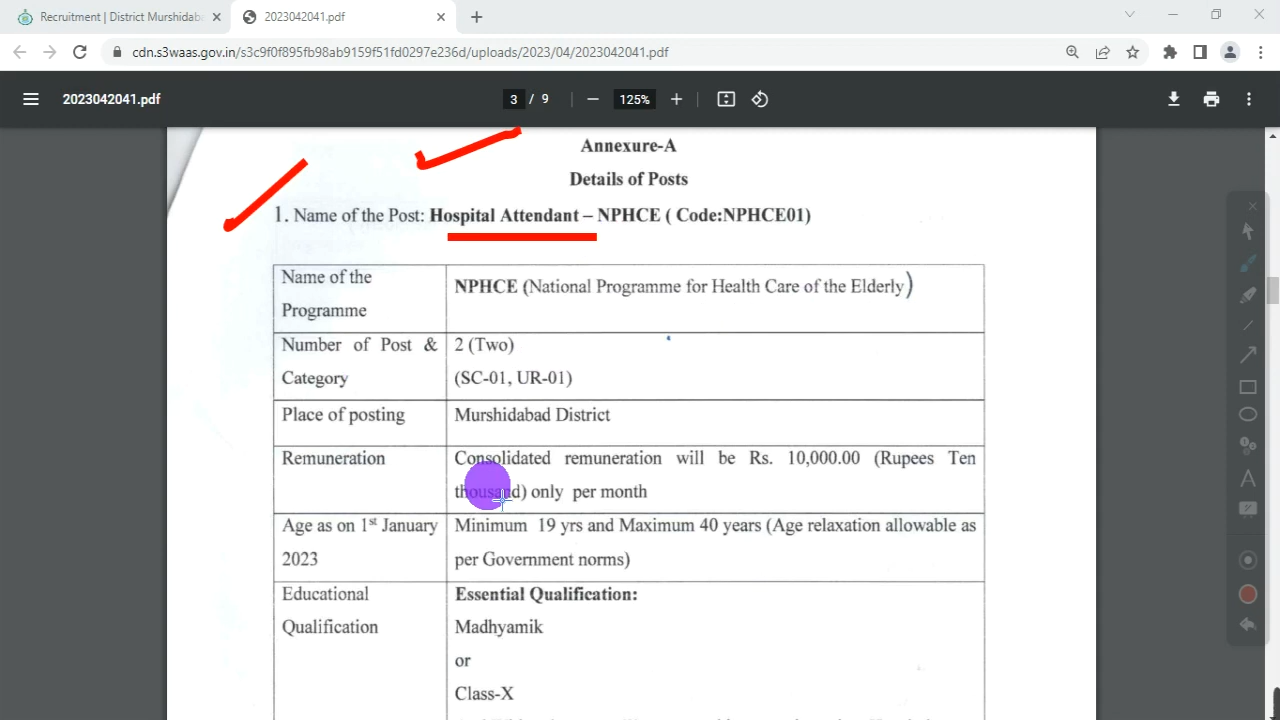 Recruitment | District Murshidaba
2023042041.pdf
cdn.s3waas.gov.in/s3c9f0f895fb98ab9159f51fd0297e236d/uploads/2023/04/2023042041.pdf
2023042041.pdf
3 / 9
125%
Annexure-A
Details of Posts
1. Name of the Post: Hospital Attendant – NPHCE ( Code:NPHCE01)
Name of the
Programme
NPHCE (National Programme for Health Care of the Elderly)
Number of Post &
Category
2 (Two)
(SC-01, UR-01)
Place of posting
Murshidabad District
Remuneration
Consolidated remuneration will be Rs. 10,000.00 (Rupees Ten
thousand) only per month
Age as on 1st January
2023
Minimum 19 yrs and Maximum 40 years (Age relaxation allowable as
per Government norms)
Educational
Qualification
Essential Qualification:
Madhyamik
or
Class-X